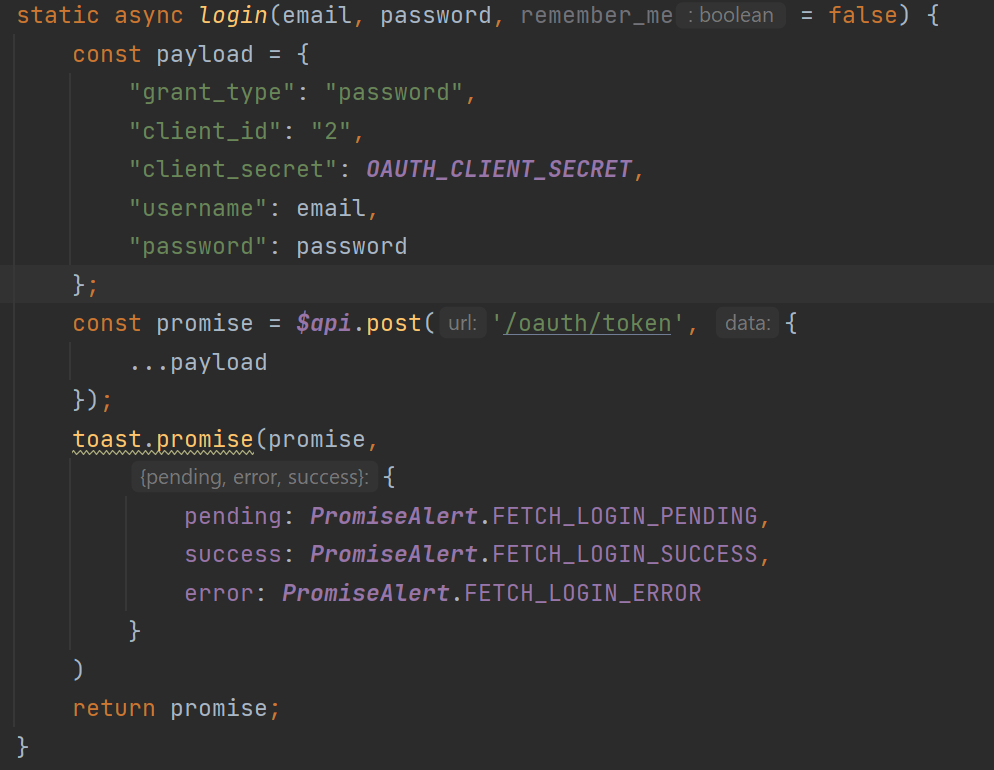 static async login(email, password, remember_me : boolean = false) {
const payload = {
"grant_type": "password",
"client_id": "2",
"client_secret": OAUTH_CLIENT_SECRET,
"username": email,
"password": password
};
const promise = $api.post( url: '/oauth/token', data: {
...payload
});
toast.promise(promise,
{pending, error, success}: {
pending: PromiseAlert.FETCH_LOGIN_PENDING,
success: PromiseAlert.FETCH_LOGIN_SUCCESS,
error: PromiseAlert.FETCH_LOGIN_ERROR
}
)
return promise;
}